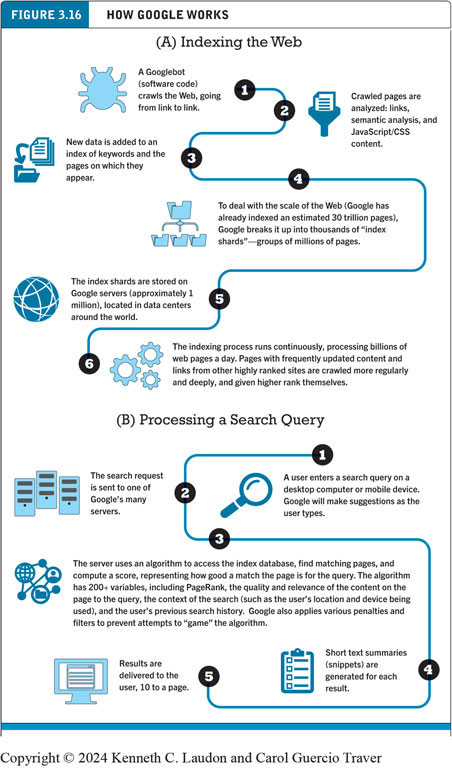 FIGURE 3.16 HOW GOOGLE WORKS
(A) Indexing the Web
1
A Googlebot
(software code)
crawls the Web, going
from link to link.
2
Crawled pages are
analyzed: links,
semantic analysis, and
JavaScript/CSS
content.
3
New data is added to an
index of keywords and the
pages on which they
appear.
4
To deal with the scale of the Web (Google has
already indexed an estimated 30 trillion pages),
Google breaks it up into thousands of “index
shards”—groups of millions of pages.
5
The index shards are stored on
Google servers (approximately 1
million), located in data centers
around the world.
6
The indexing process runs continuously, processing billions of
web pages a day. Pages with frequently updated content and
links from other highly ranked sites are crawled more regularly
and deeply, and given higher rank themselves.
(B) Processing a Search Query
1
A user enters a search query on a
desktop computer or mobile device.
Google will make suggestions as the
user types.
2
The search request
is sent to one of
Google’s many
servers.
3
The server uses an algorithm to access the index database, find matching pages, and
compute a score, representing how good a match the page is for the query. The algorithm
has 200+ variables, including PageRank, the quality and relevance of the content on the
page to the query, the context of the search (such as the user’s location and device being
used), and the user’s previous search history. Google also applies various penalties and
filters to prevent attempts to “game” the algorithm.
4
Short text summaries
(snippets) are
generated for each
result.
5
Results are
delivered to the
user, 10 to a page.
Copyright © 2024 Kenneth C. Laudon and Carol Guercio Traver